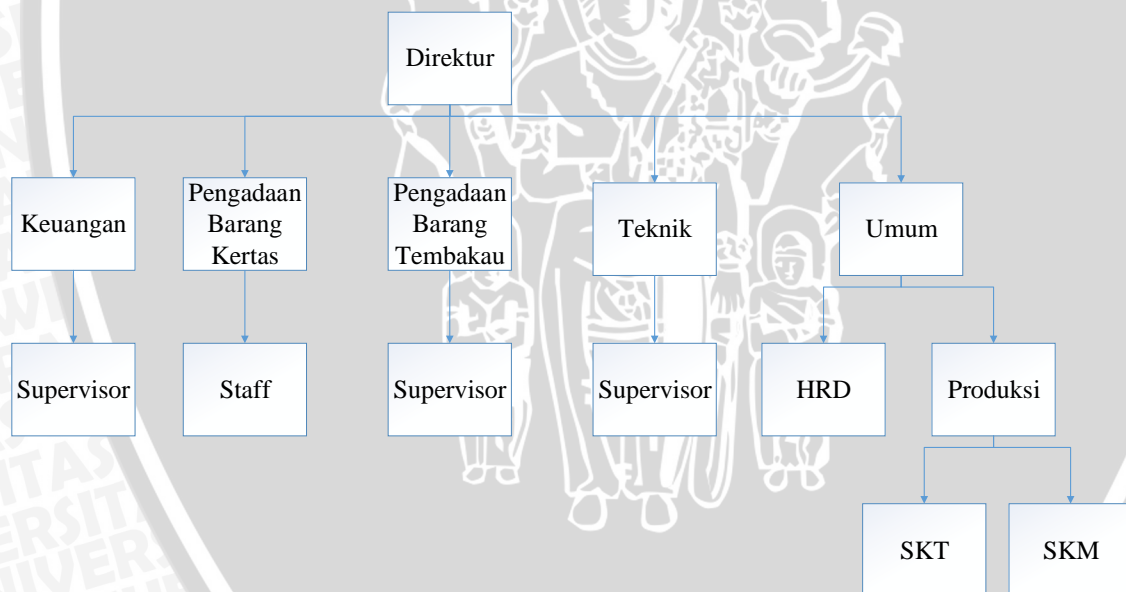 Direktur
Keuangan
Pengadaan
Barang
Kertas
Pengadaan
Barang
Tembakau
Teknik
Umum
Supervisor
Staff
Supervisor
Supervisor
HRD
Produksi
SKT
SKM